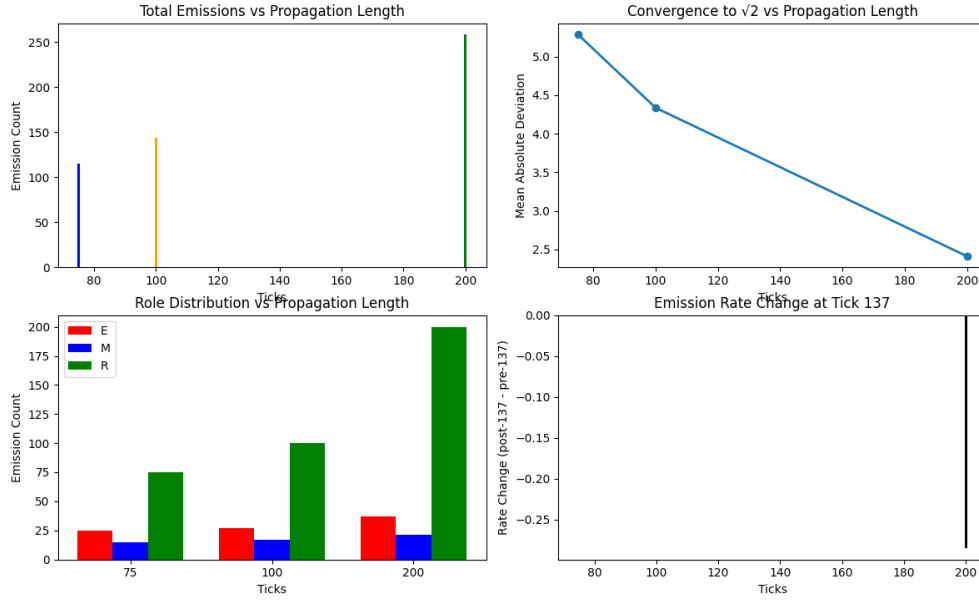 Total Emissions vs Propagation Length
Emission Count
250
200
150
100
50
0
80 100 120 140 160 180 200
Ticks
Convergence to √2 vs Propagation Length
Mean Absolute Deviation
5.0
4.5
4.0
3.5
3.0
2.5
80 100 120 140 160 180 200
Ticks
Role Distribution vs Propagation Length
Emission Count
200
175
150
125
100
75
50
25
0
E
M
R
75 100 200
Ticks
Emission Rate Change at Tick 137
Rate Change (post-137 - pre-137)
0.00
−0.05
−0.10
−0.15
−0.20
−0.25
80 100 120 140 160 180 200
Ticks